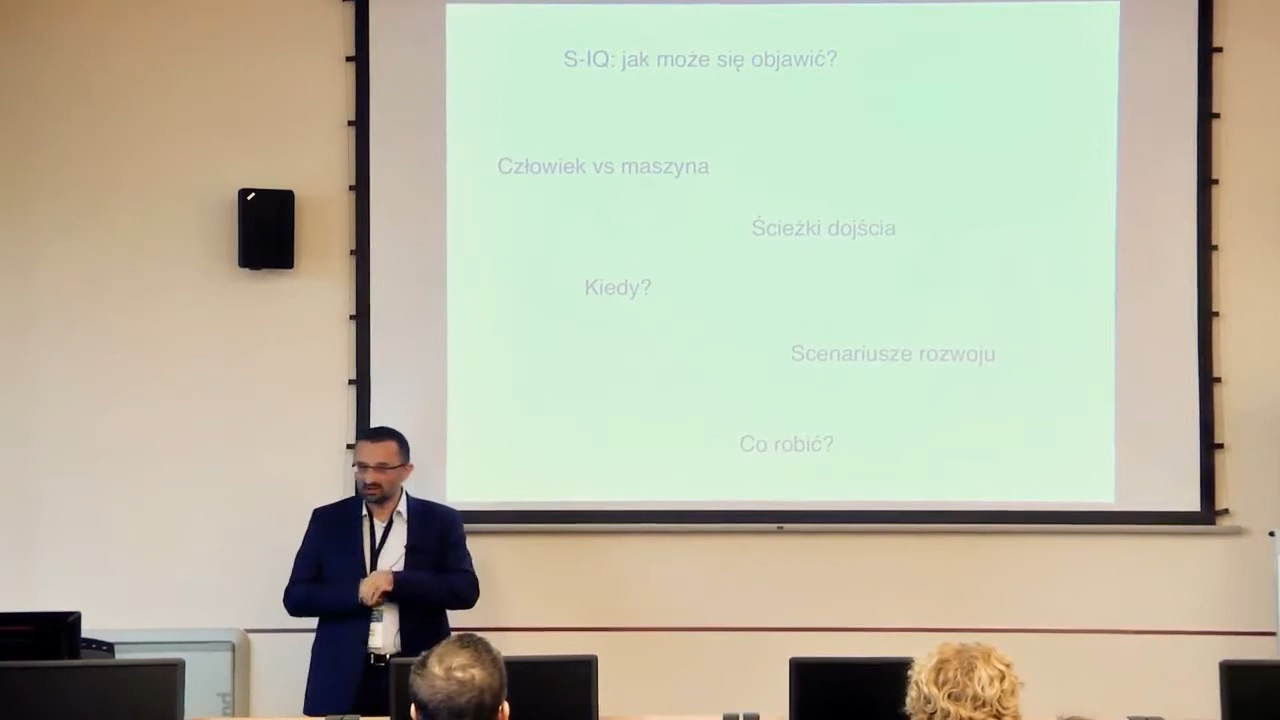 S-IQ: jak może się objawić?
Człowiek vs maszyna
Ścieżki dojścia
Kiedy?
Scenariusze rozwoju
Co robić?